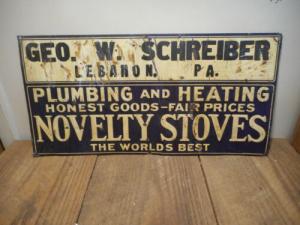 GEO. W. SCHREIBER
LEBANON, PA.
PLUMBING AND HEATING
HONEST GOODS-FAIR PRICES
NOVELTY STOVES
THE WORLDS BEST